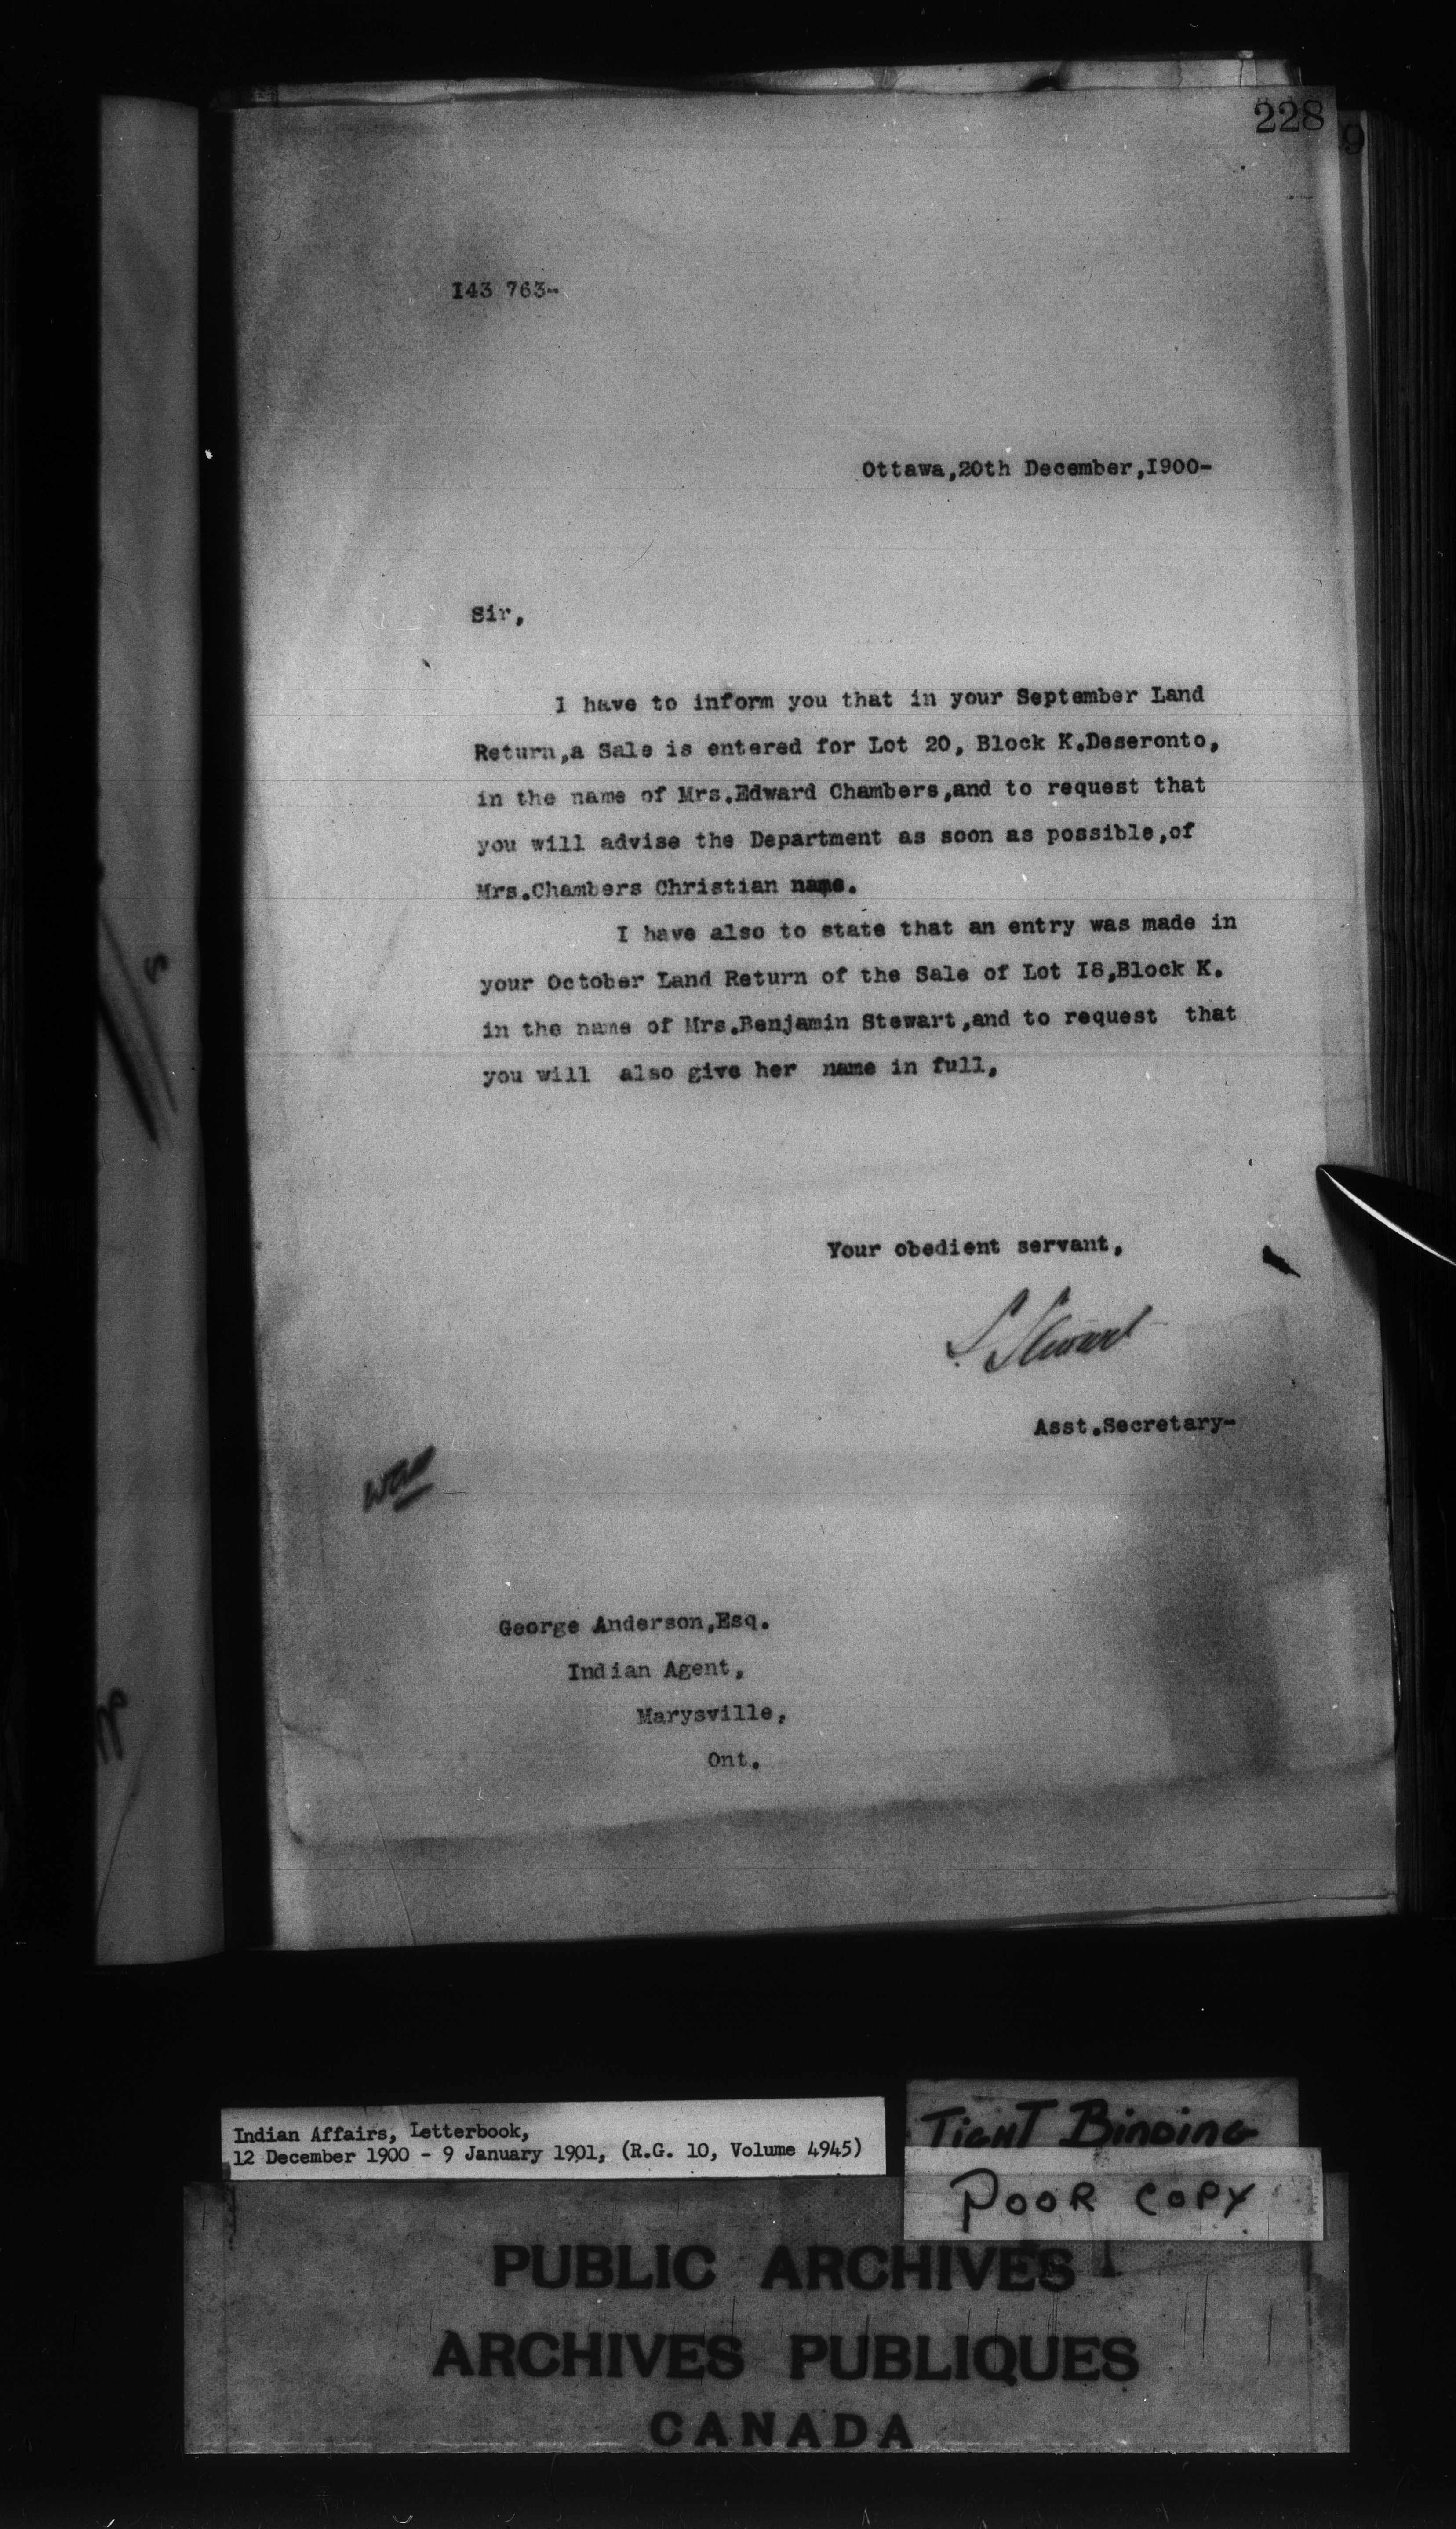 228
9
I43 763-
Ottawa,20th December,I900-
Sir,
I have to inform you that in your September Land
Return,a Sale is entered for Lot 20, Block K.Deseronto,
in the name of Mrs.Edward Chambers,and to request that
you will advise the Department as soon as possible,of
Mrs.Chambers Christian name.
I have also to state that an entry was made in
your October Land Return of the Sale of Lot I8,Block K.
in the name of Mrs.Benjamin Stewart,and to request that
you will also give her name in full.
Your obedient servant,
S Stewart
Asst.Secretary-
George Anderson,Esq.
Indian Agent,
Marysville,
Ont.
Indian Affairs, Letterbook,
12 December 1900 - 9 January 1901, (R.G. 10, Volume 4945)
TIGHT BINDING
POOR COPY
PUBLIC ARCHIVES
ARCHIVES PUBLIQUES
CANADA